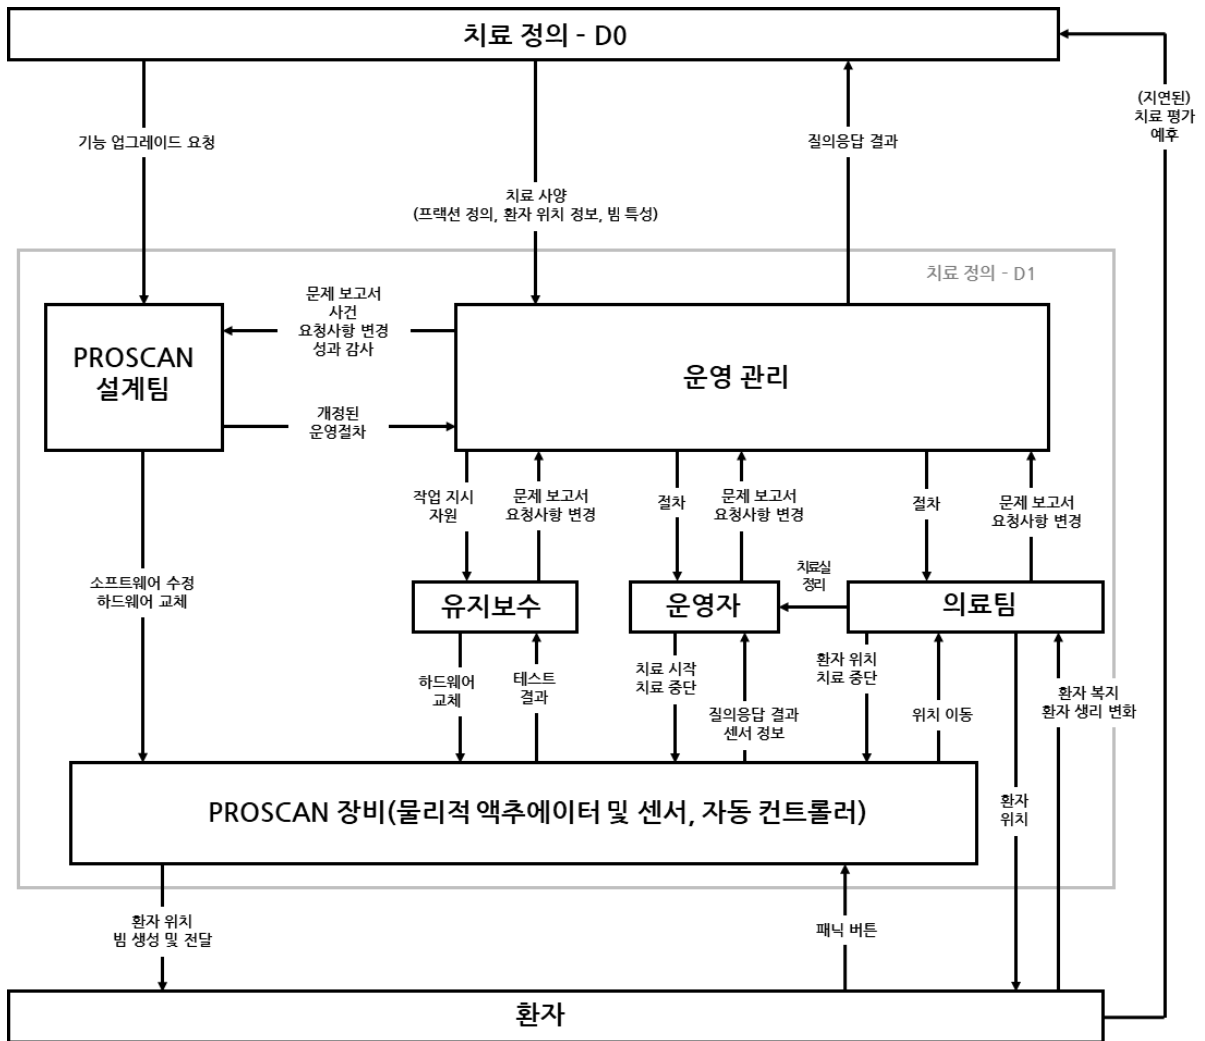 치료 정의 - D0
기능 업그레이드 요청
치료 사양
(프랙션 정의, 환자 위치 정보, 빔 특성)
질의응답 결과
(지연된)
치료 평가
예후
치료 정의 - D1
PROSCAN
설계팀
문제 보고서
사건
요청사항 변경
성과 감사
개정된
운영절차
운영 관리
작업 지시
자원
문제 보고서
요청사항 변경
절차
문제 보고서
요청사항 변경
절차
문제 보고서
요청사항 변경
소프트웨어 수정
하드웨어 교체
유지보수
운영자
치료실
정리
의료팀
하드웨어
교체
테스트
결과
치료 시작
치료 중단
질의응답 결과
센서 정보
환자 위치
치료 중단
위치 이동
환자 복지
환자 생리 변화
PROSCAN 장비(물리적 액추에이터 및 센서, 자동 컨트롤러)
환자
위치
환자 위치
빔 생성 및 전달
패닉 버튼
환자